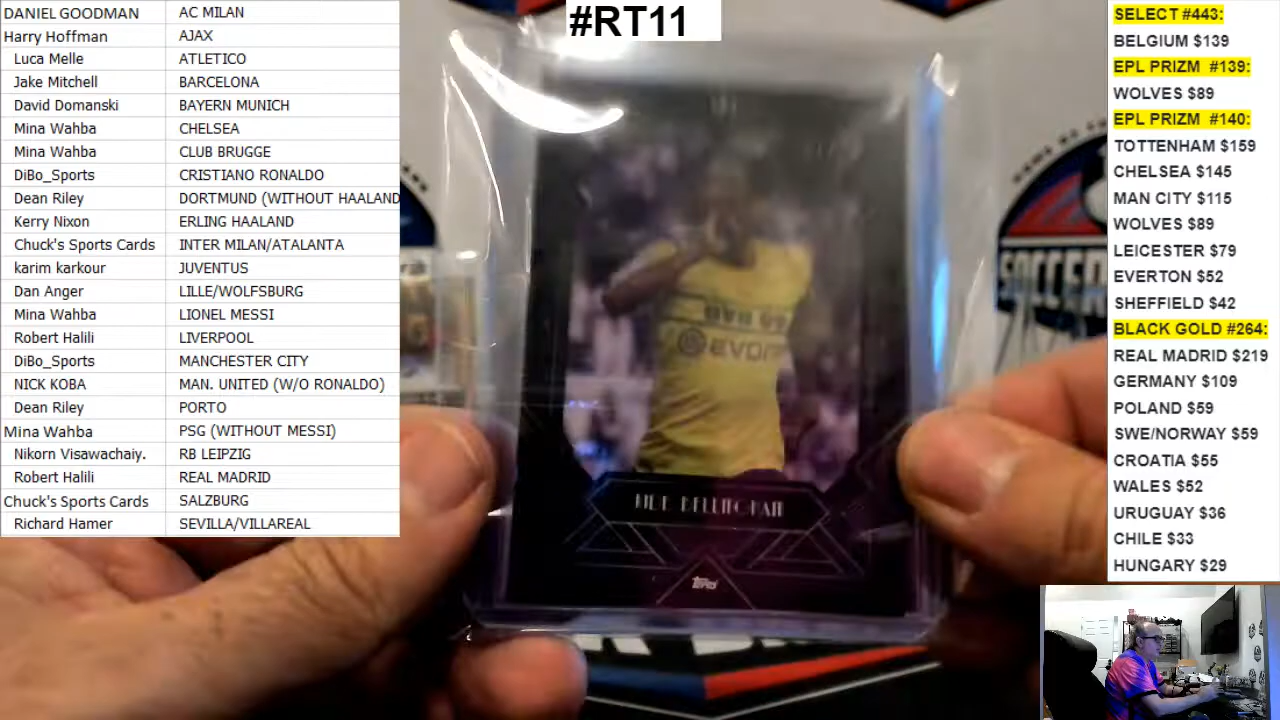 #RT11
DANIEL GOODMAN AC MILAN
Harry Hoffman AJAX
Luca Melle ATLETICO
Jake Mitchell BARCELONA
David Domanski BAYERN MUNICH
Mina Wahba CHELSEA
Mina Wahba CLUB BRUGGE
DiBo_Sports CRISTIANO RONALDO
Dean Riley DORTMUND (WITHOUT HAALAND
Kerry Nixon ERLING HAALAND
Chuck's Sports Cards INTER MILAN/ATALANTA
karim karkour JUVENTUS
Dan Anger LILLE/WOLFSBURG
Mina Wahba LIONEL MESSI
Robert Halili LIVERPOOL
DiBo_Sports MANCHESTER CITY
NICK KOBA MAN. UNITED (W/O RONALDO)
Dean Riley PORTO
Mina Wahba PSG (WITHOUT MESSI)
Nikorn Visawachaiy. RB LEIPZIG
Robert Halili REAL MADRID
Chuck's Sports Cards SALZBURG
Richard Hamer SEVILLA/VILLAREAL
EVONI
JUDE BELLINGHAM
topps
SOCCER
SELECT #443:
BELGIUM $139
EPL PRIZM #139:
WOLVES $89
EPL PRIZM #140:
TOTTENHAM $159
CHELSEA $145
MAN CITY $115
WOLVES $89
LEICESTER $79
EVERTON $52
SHEFFIELD $42
BLACK GOLD #264:
REAL MADRID $219
GERMANY $109
POLAND $59
SWE/NORWAY $59
CROATIA $55
WALES $52
URUGUAY $36
CHILE $33
HUNGARY $29